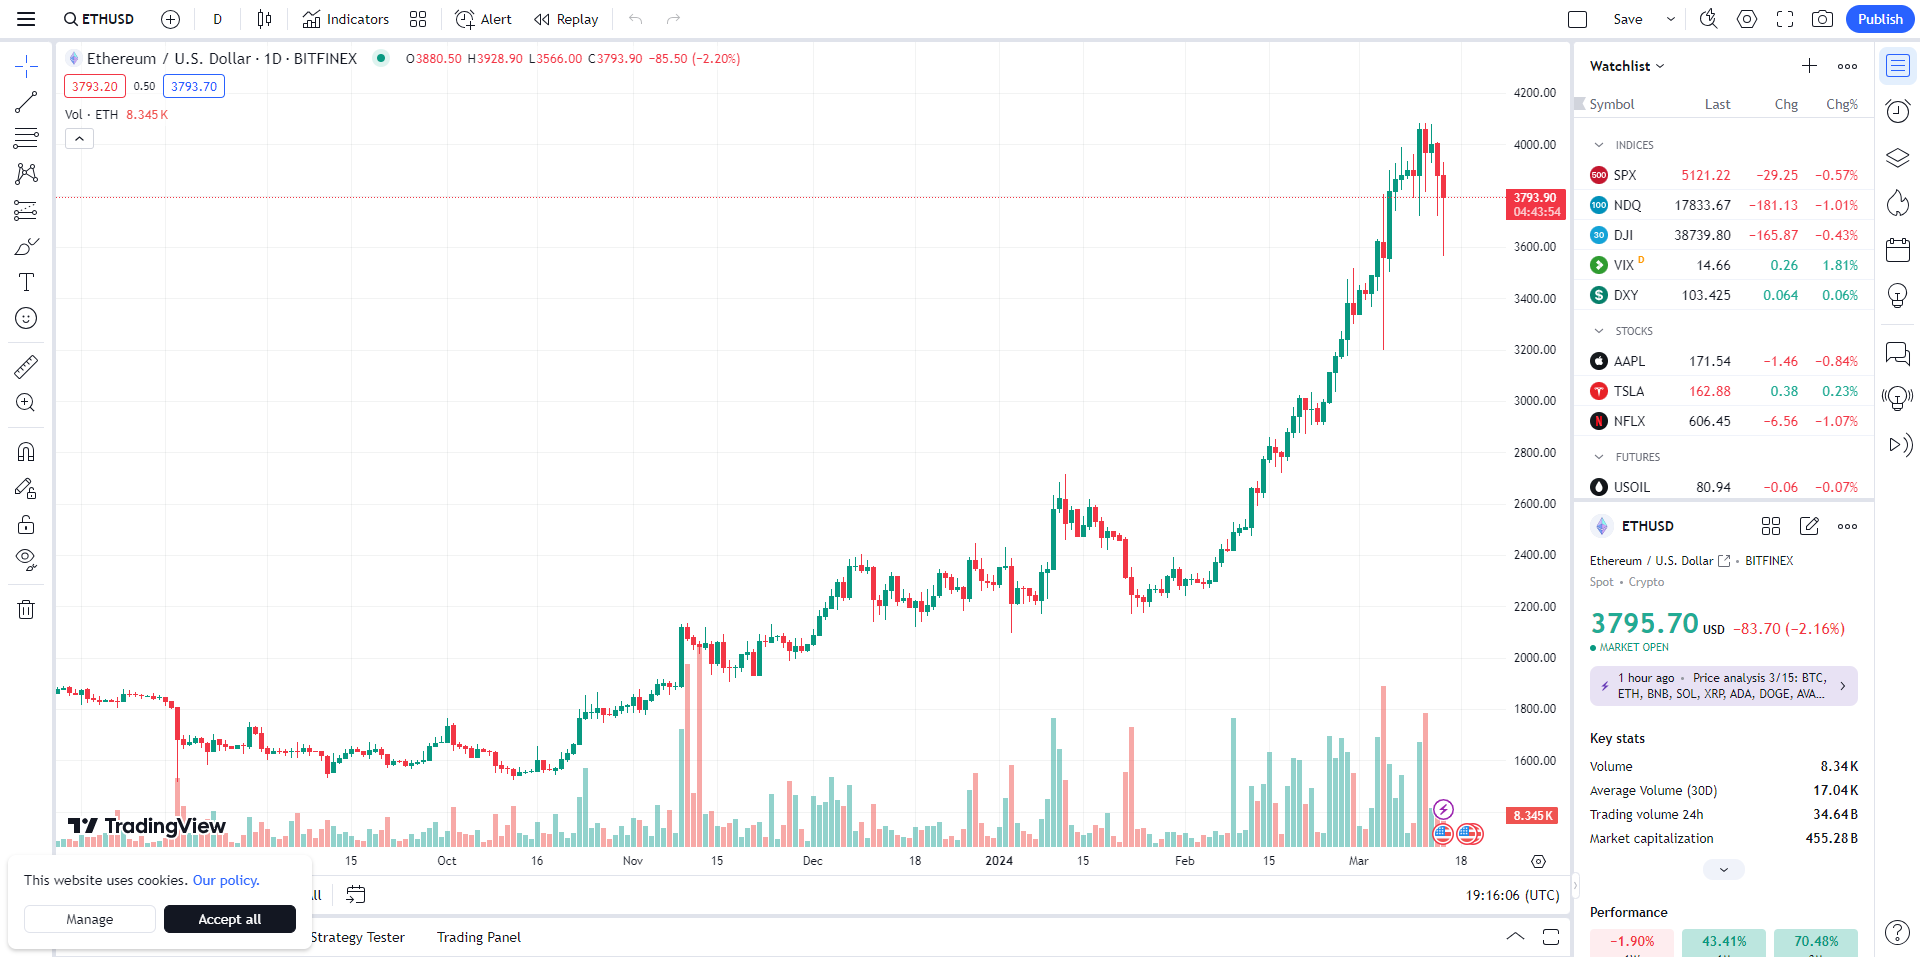 ETHUSD D Indicators Alert Replay Save Publish
Ethereum / U.S. Dollar · 1D · BITFINEX O3880.50 H3928.90 L3566.00 C3793.90 −85.50 (−2.20%)
3793.20 0.50 3793.70
Vol · ETH 8.345K
4200.00
4000.00
3793.90
04:43:54
3600.00
3400.00
3200.00
3000.00
2800.00
2600.00
2400.00
2200.00
2000.00
1800.00
1600.00
8.345K
TradingView
15 Oct 16 Nov 15 Dec 18 2024 15 Feb 15 Mar 18
This website uses cookies. Our policy.
Manage Accept all
19:16:06 (UTC)
Strategy Tester Trading Panel
Watchlist
Symbol Last Chg Chg%
INDICES
500 SPX 5121.22 −29.25 −0.57%
100 NDQ 17833.67 −181.13 −1.01%
30 DJI 38739.80 −165.87 −0.43%
VIX D 14.66 0.26 1.81%
$ DXY 103.425 0.064 0.06%
STOCKS
AAPL 171.54 −1.46 −0.84%
TSLA 162.88 0.38 0.23%
N NFLX 606.45 −6.56 −1.07%
FUTURES
USOIL 80.94 −0.06 −0.07%
ETHUSD
Ethereum / U.S. Dollar • BITFINEX
Spot • Crypto
3795.70 USD −83.70 (−2.16%)
MARKET OPEN
1 hour ago • Price analysis 3/15: BTC,
ETH, BNB, SOL, XRP, ADA, DOGE, AVA...
Key stats
Volume 8.34K
Average Volume (30D) 17.04K
Trading volume 24h 34.64B
Market capitalization 455.28B
Performance
−1.90% 43.41% 70.48%